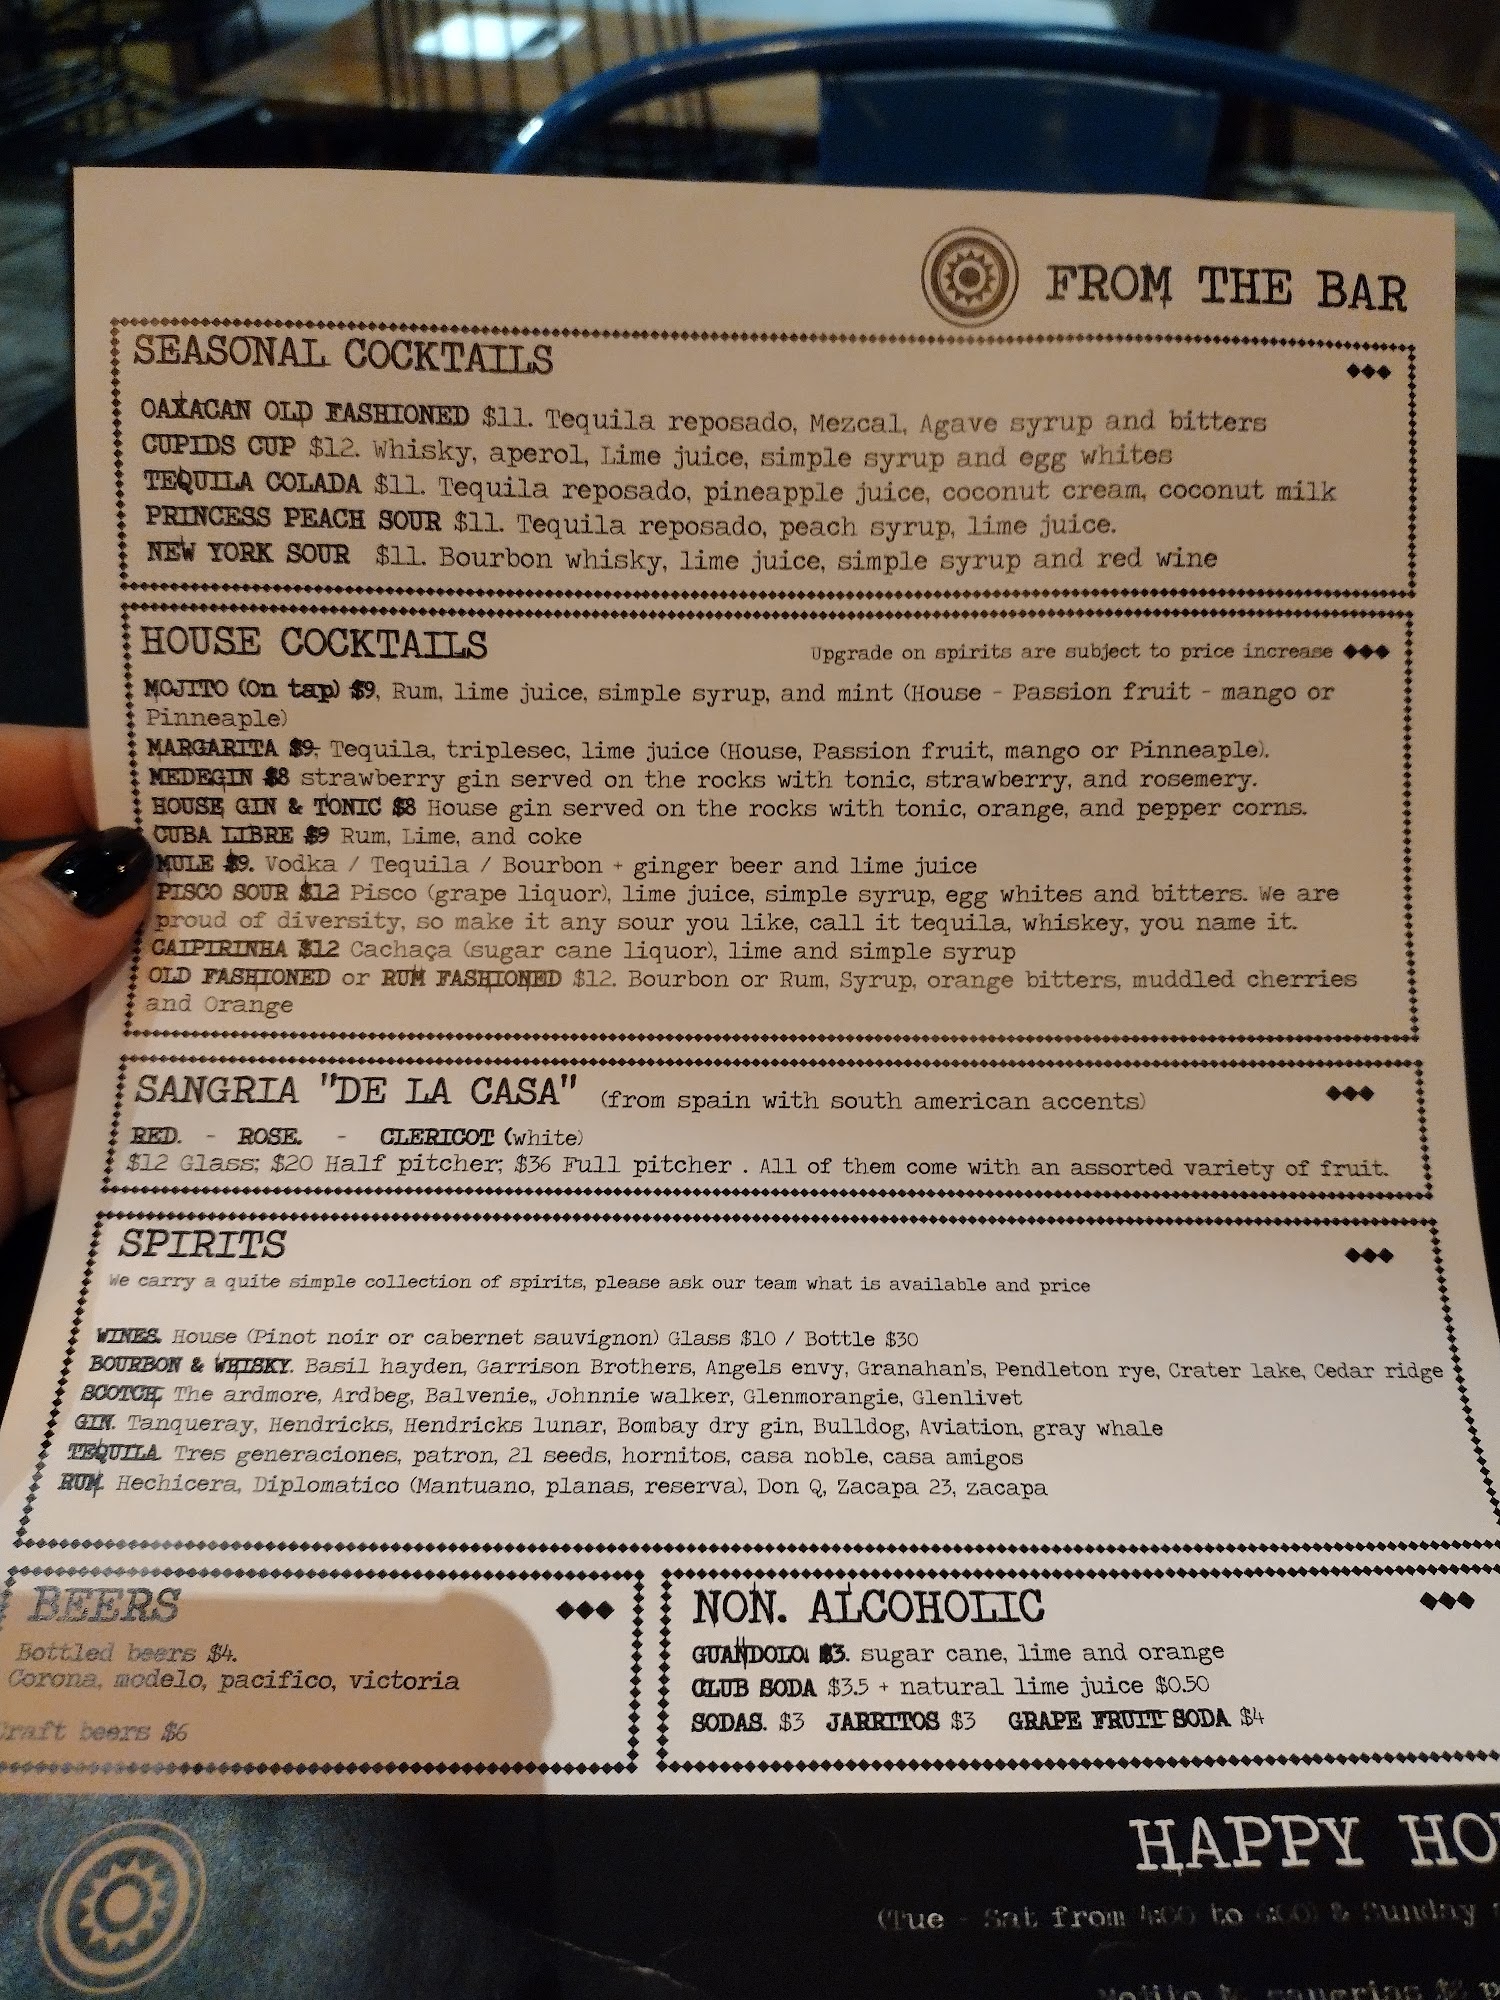 FROM THE BAR
SEASONAL COCKTAILS
OAXACAN OLD FASHIONED $11. Tequila reposado, Mezcal, Agave syrup and bitters
CUPIDS CUP $12. Whisky, aperol, Lime juice, simple syrup and egg whites
TEQUILA COLADA $11. Tequila reposado, pineapple juice, coconut cream, coconut milk
PRINCESS PEACH SOUR $11. Tequila reposado, peach syrup, lime juice.
NEW YORK SOUR $11. Bourbon whisky, lime juice, simple syrup and red wine
HOUSE COCKTAILS
Upgrade on spirits are subject to price increase
MOJITO (On tap) $9, Rum, lime juice, simple syrup, and mint (House - Passion fruit - mango or
Pinneaple)
MARGARITA $9. Tequila, triplesec, lime juice (House, Passion fruit, mango or Pinneaple).
MEDEGIN $8 strawberry gin served on the rocks with tonic, strawberry, and rosemery.
HOUSE GIN & TONIC $8 House gin served on the rocks with tonic, orange, and pepper corns.
CUBA LIBRE $9 Rum, Lime, and coke
MULE $9. Vodka / Tequila / Bourbon + ginger beer and lime juice
PISCO SOUR $12 Pisco (grape liquor), lime juice, simple syrup, egg whites and bitters. We are
proud of diversity, so make it any sour you like, call it tequila, whiskey, you name it.
CAIPIRINHA $12 Cachaça (sugar cane liquor), lime and simple syrup
OLD FASHIONED or RUM FASHIONED $12. Bourbon or Rum, Syrup, orange bitters, muddled cherries
and Orange
SANGRIA "DE LA CASA" (from spain with south american accents)
RED. - ROSE. - CLERICOT (white)
$12 Glass; $20 Half pitcher; $36 Full pitcher . All of them come with an assorted variety of fruit.
SPIRITS
We carry a quite simple collection of spirits, please ask our team what is available and price
WINES. House (Pinot noir or cabernet sauvignon) Glass $10 / Bottle $30
BOURBON & WHISKY. Basil hayden, Garrison Brothers, Angels envy, Granahan's, Pendleton rye, Crater lake, Cedar ridge
SCOTCH, The ardmore, Ardbeg, Balvenie,, Johnnie walker, Glenmorangie, Glenlivet
GIN. Tanqueray, Hendricks, Hendricks lunar, Bombay dry gin, Bulldog, Aviation, gray whale
TEQUILA. Tres generaciones, patron, 21 seeds, hornitos, casa noble, casa amigos
RUM. Hechicera, Diplomatico (Mantuano, planas, reserva), Don Q, Zacapa 23, zacapa
BEERS
Bottled beers $4.
Corona, modelo, pacifico, victoria
Craft beers $6
NON. ALCOHOLIC
GUANDOLO. $3. sugar cane, lime and orange
CLUB SODA $3.5 + natural lime juice $0.50
SODAS. $3 JARRITOS $3 GRAPE FRUIT SODA $4
HAPPY
(Tue - Sat from 4:00 to 6:00) & Sunday